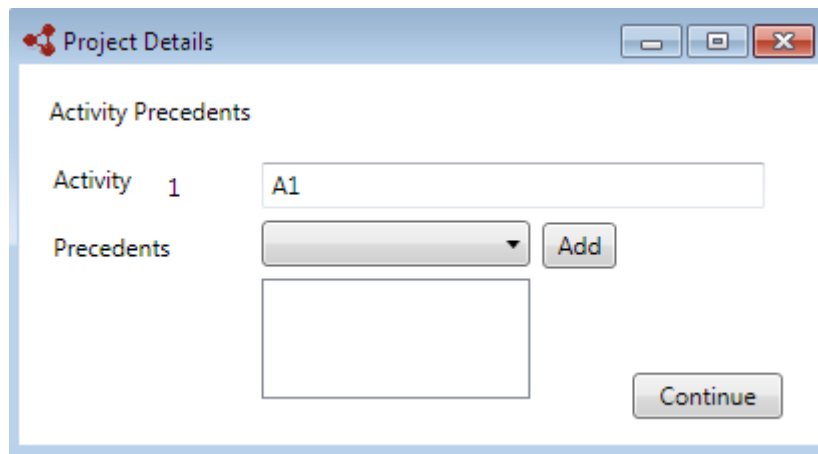 Project Details
Activity Precedents
Activity 1 A1
Precedents Add
Continue